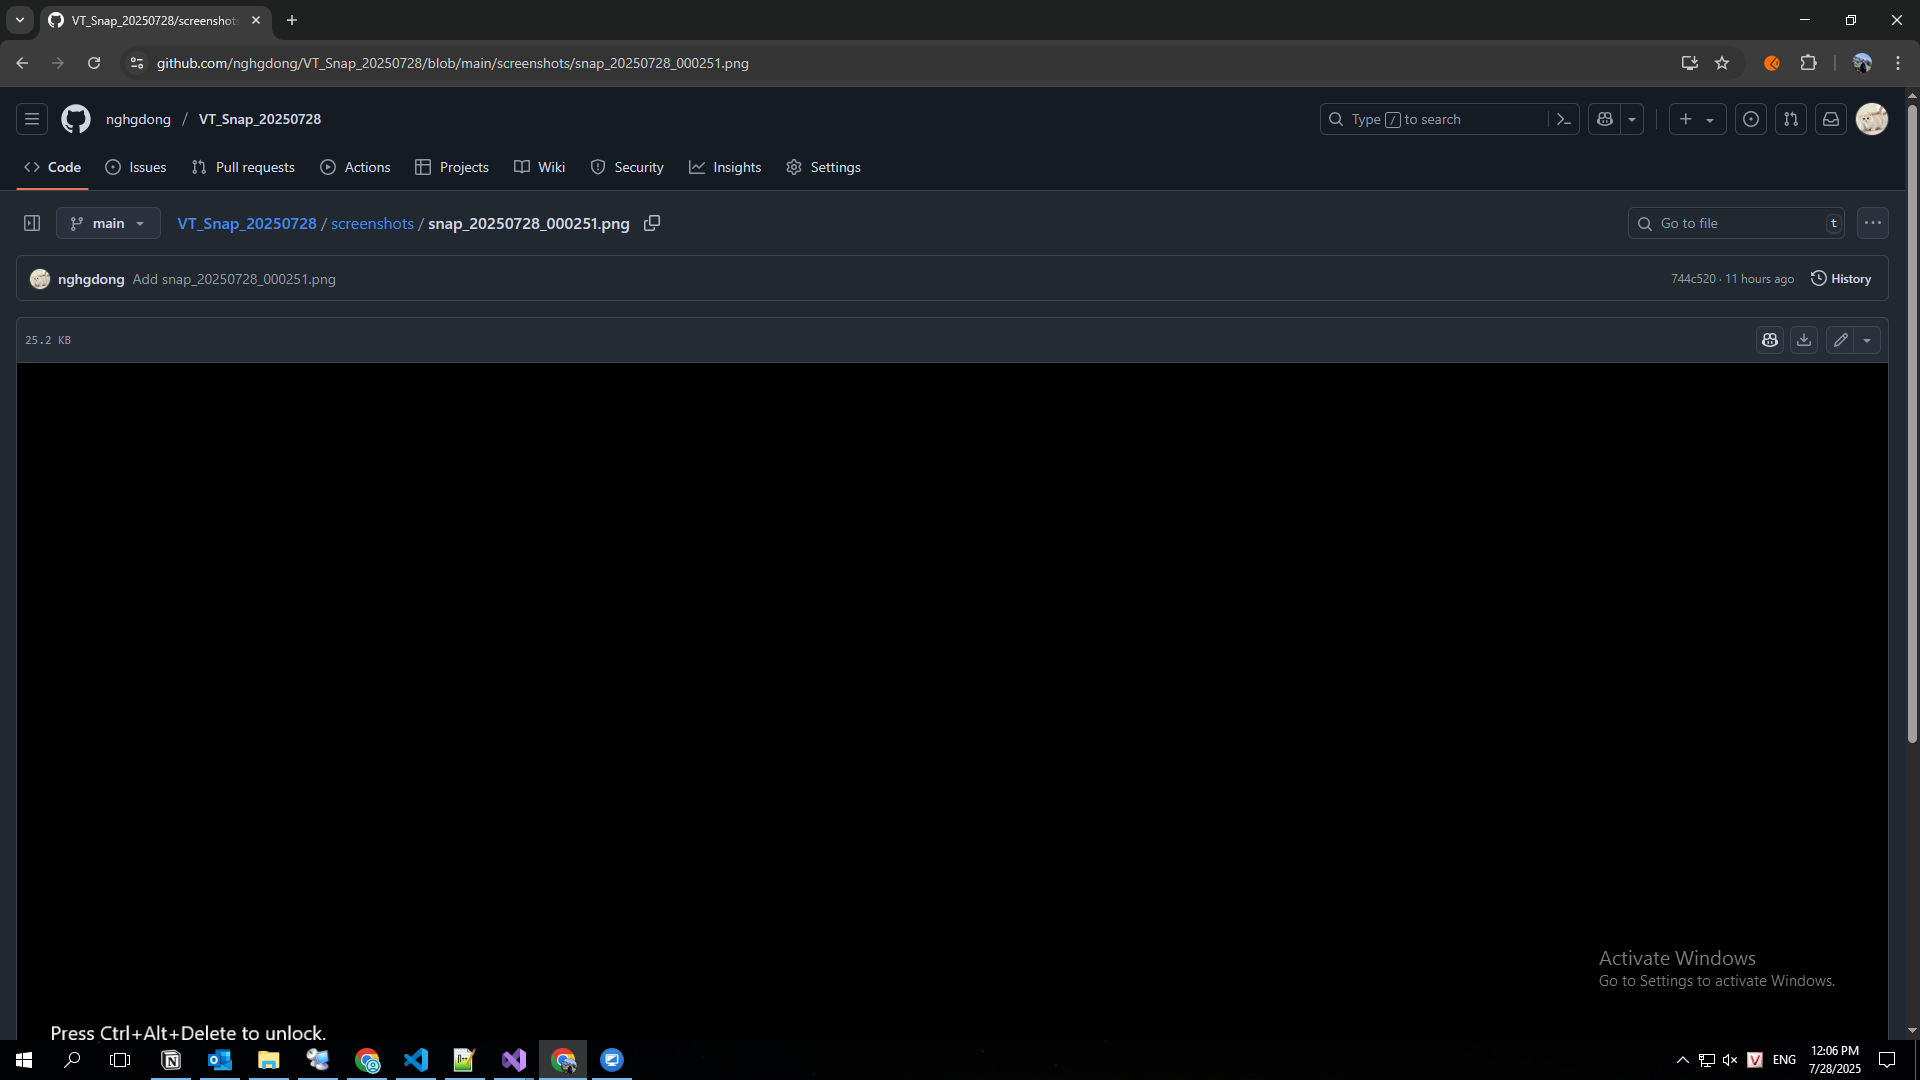 VT_Snap_20250728/screenshots
github.com/nghgdong/VT_Snap_20250728/blob/main/screenshots/snap_20250728_000251.png
nghgdong / VT_Snap_20250728
Type / to search
Code
Issues
Pull requests
Actions
Projects
Wiki
Security
Insights
Settings
main
VT_Snap_20250728 / screenshots / snap_20250728_000251.png
Go to file
t
nghgdong Add snap_20250728_000251.png
744c520 · 11 hours ago
History
25.2 KB
Activate Windows
Go to Settings to activate Windows.
Press Ctrl+Alt+Delete to unlock.
ENG
12:06 PM
7/28/2025